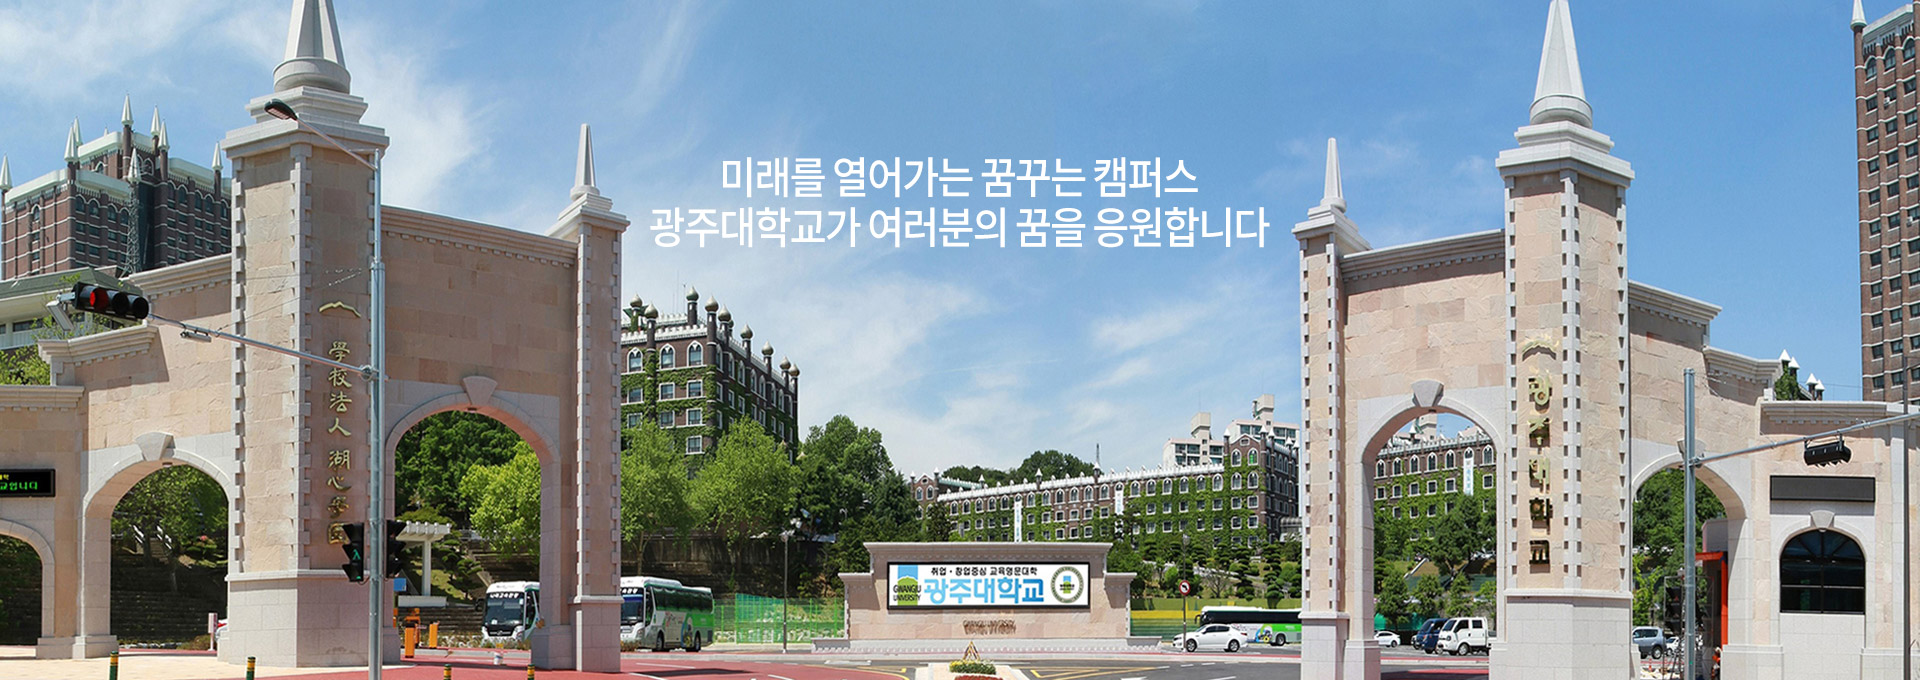 미래를 열어가는 꿈꾸는 캠퍼스
광주대학교가 여러분의 꿈을 응원합니다
學校法人 湖心學園
광주대학교
취업·창업중심 교육명문대학
GWANGJU
UNIVERSITY
광주대학교
GWANGJU UNIVERSITY